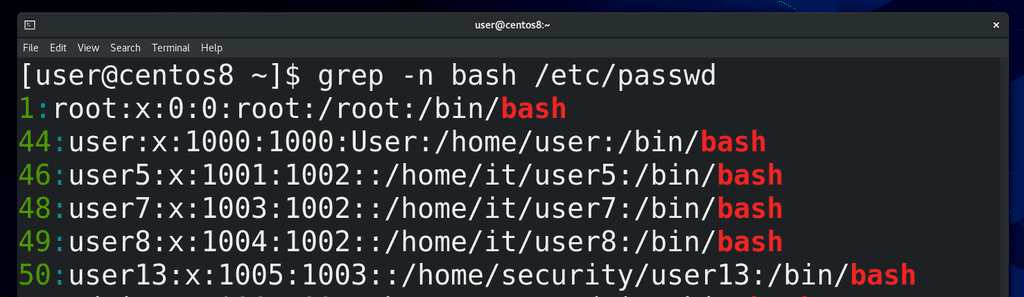 user@centos8:~
File Edit View Search Terminal Help
[user@centos8 ~]$ grep -n bash /etc/passwd
1:root:x:0:0:root:/root:/bin/bash
44:user:x:1000:1000:User:/home/user:/bin/bash
46:user5:x:1001:1002::/home/it/user5:/bin/bash
48:user7:x:1003:1002::/home/it/user7:/bin/bash
49:user8:x:1004:1002::/home/it/user8:/bin/bash
50:user13:x:1005:1003::/home/security/user13:/bin/bash